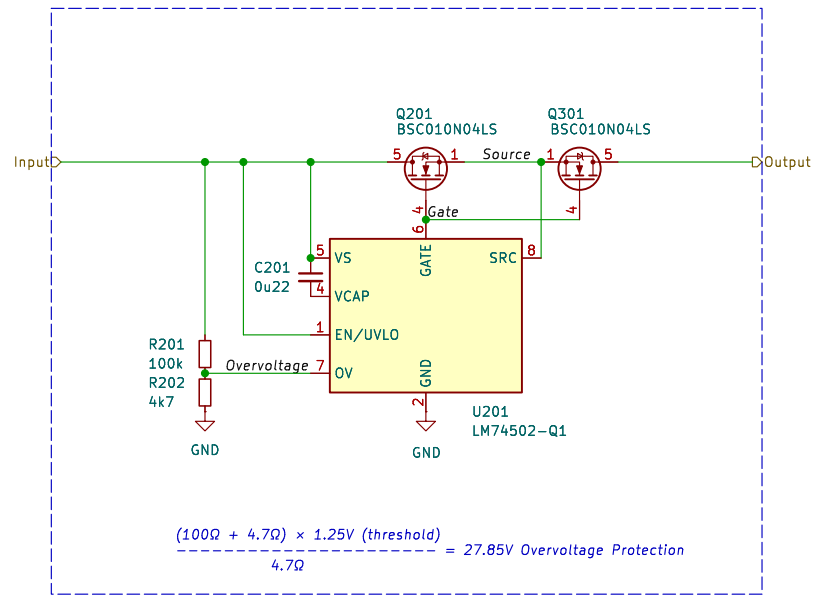 Q201
BSC010N04LS
Q301
BSC010N04LS
Input
5
1
Source
1
5
Output
4
Gate
4
6
5
VS
GATE
SRC
8
C201
0u22
4
VCAP
1
EN/UVLO
R201
100k
Overvoltage
7
OV
GND
R202
4k7
2
U201
LM74502-Q1
GND
GND
(100Ω + 4.7Ω) × 1.25V (threshold)
------------------------- = 27.85V Overvoltage Protection
4.7Ω